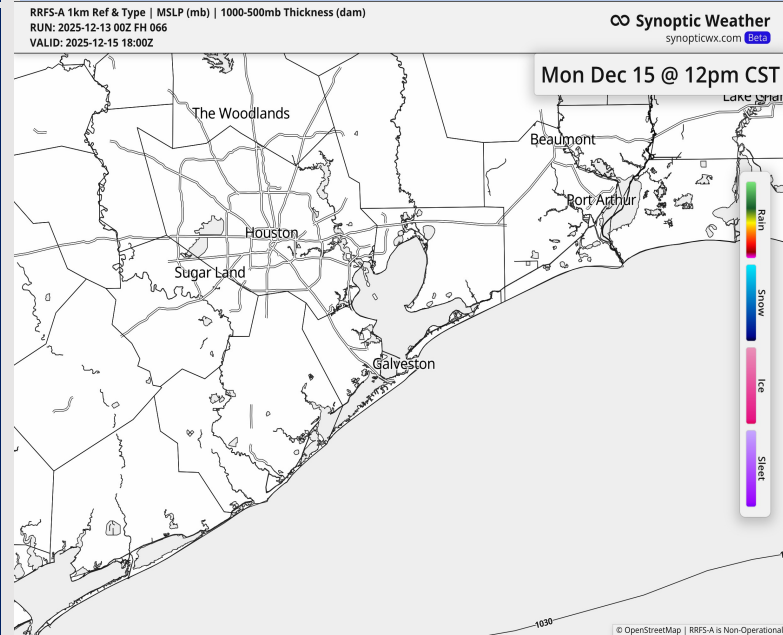 RRFS-A 1km Ref & Type | MSLP (mb) | 1000-500mb Thickness (dam)
RUN: 2025-12-13 00Z FH 066
VALID: 2025-12-15 18:00Z
Synoptic Weather
synopticwx.com Beta
Mon Dec 15 @ 12pm CST
The Woodlands
Beaumont
Port Arthur
Houston
Sugar Land
Galveston
Rain
Snow
Ice
Sleet
1030
© OpenStreetMap | RRFS-A is Non-Operational